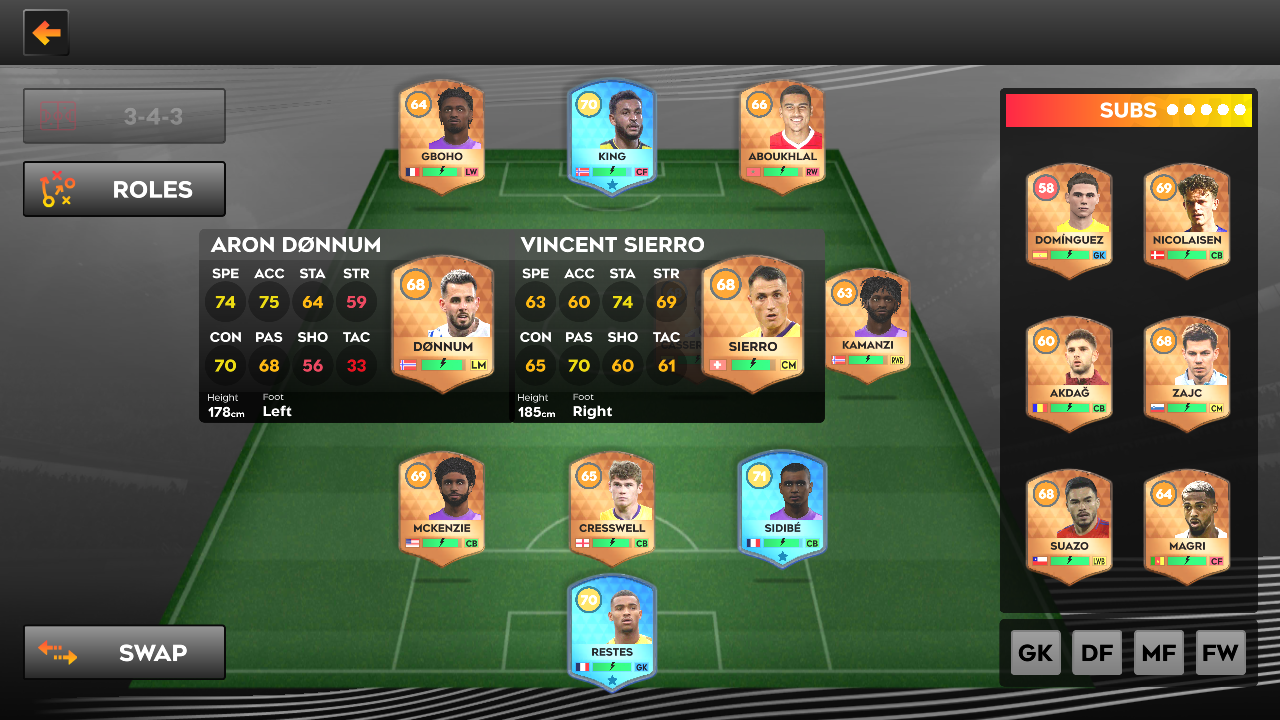 3-4-3
ROLES
SUBS
64
GBOHO
LW
70
KING
CF
66
ABOUKHLAL
RW
ARON DØNNUM
SPE ACC STA STR
74 75 64 59
CON PAS SHO TAC
70 68 56 33
Height Foot
178cm Left
68
DØNNUM
LM
VINCENT SIERRO
SPE ACC STA STR
63 60 74 69
CON PAS SHO TAC
65 70 60 61
Height Foot
185cm Right
68
SIERRO
CM
63
KAMANZI
RWB
69
MCKENZIE
CB
65
CRESSWELL
CB
71
SIDIBÉ
CB
70
RESTES
GK
58
DOMÍNGUEZ
GK
69
NICOLAISEN
CB
60
AKDAĞ
CB
68
ZAJC
CM
68
SUAZO
LWB
64
MAGRI
CF
SWAP
GK DF MF FW